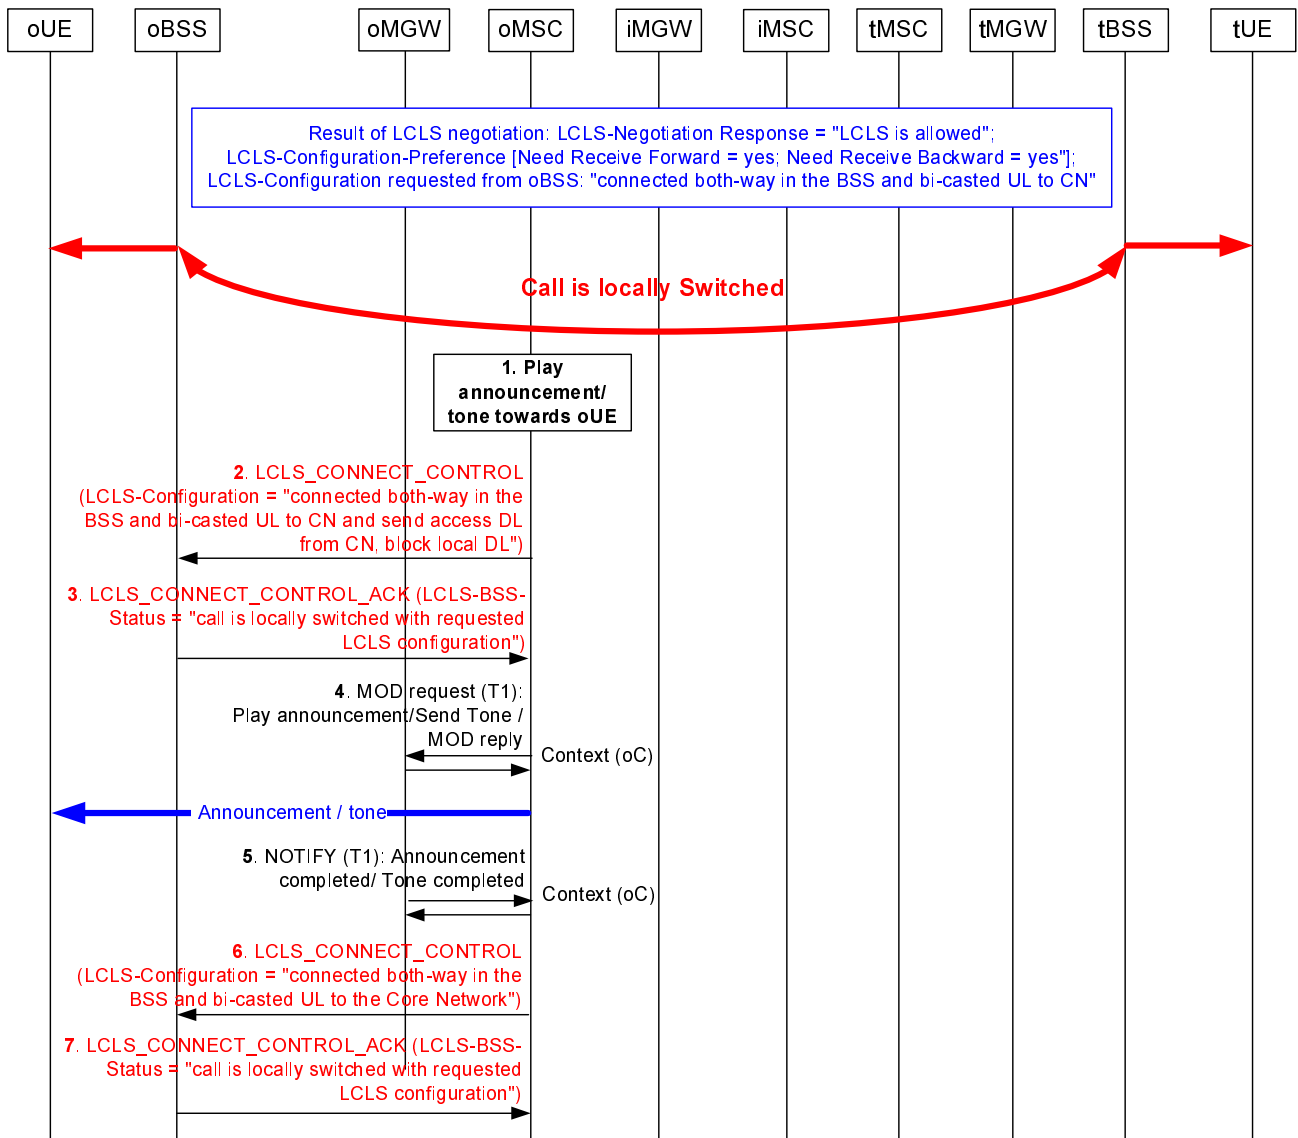 oUE oBSS oMGW oMSC iMGW iMSC tMSC tMGW tBSS tUE
Result of LCLS negotiation: LCLS-Negotiation Response = "LCLS is allowed";
LCLS-Configuration-Preference [Need Receive Forward = yes; Need Receive Backward = yes"];
LCLS-Configuration requested from oBSS: "connected both-way in the BSS and bi-casted UL to CN"
Call is locally Switched
1. Play
announcement/
tone towards oUE
2. LCLS_CONNECT_CONTROL
(LCLS-Configuration = "connected both-way in the
BSS and bi-casted UL to CN and send access DL
from CN, block local DL")
3. LCLS_CONNECT_CONTROL_ACK (LCLS-BSS-
Status = "call is locally switched with requested
LCLS configuration")
4. MOD request (T1):
Play announcement/Send Tone /
MOD reply
Context (oC)
Announcement / tone
5. NOTIFY (T1): Announcement
completed/ Tone completed
Context (oC)
6. LCLS_CONNECT_CONTROL
(LCLS-Configuration = "connected both-way in the
BSS and bi-casted UL to the Core Network")
7. LCLS_CONNECT_CONTROL_ACK (LCLS-BSS-
Status = "call is locally switched with requested
LCLS configuration")